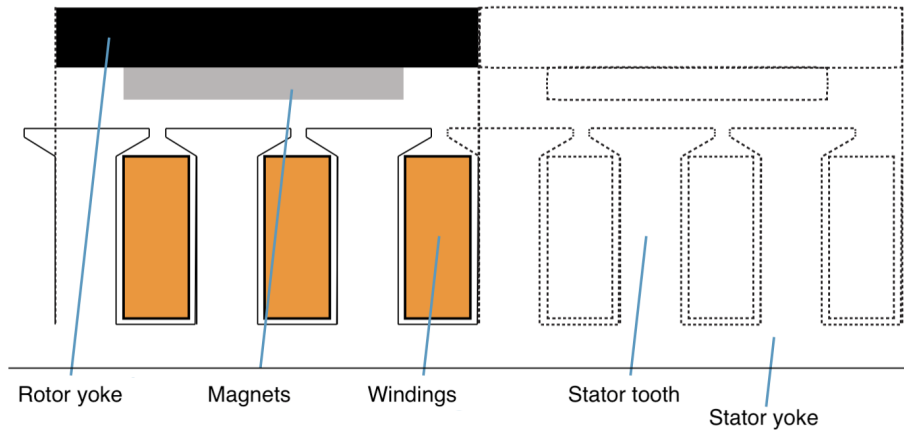 Rotor yoke
Magnets
Windings
Stator tooth
Stator yoke